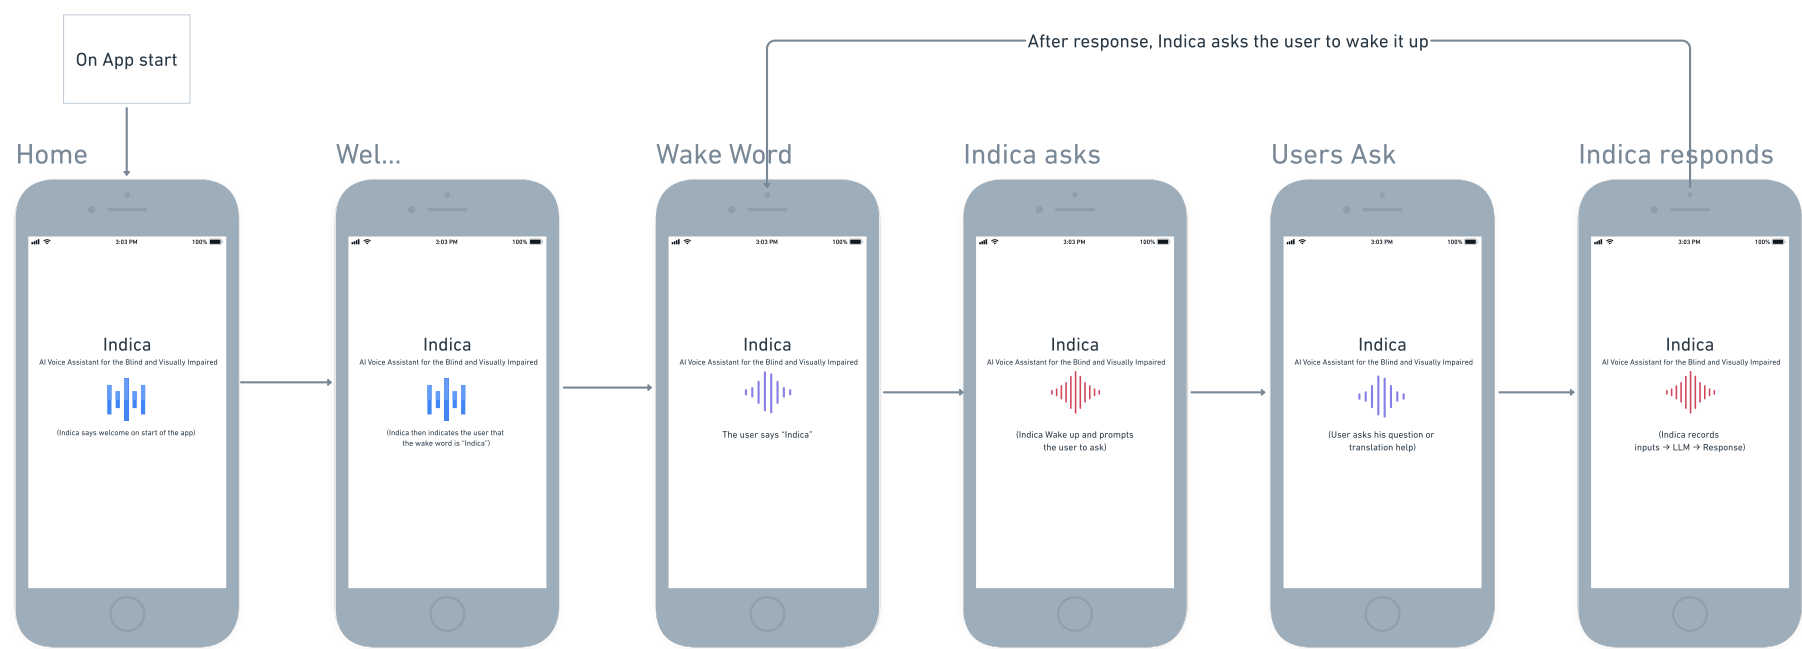 On App start
After response, Indica asks the user to wake it up
Home
Wel...
Wake Word
Indica asks
Users Ask
Indica responds
3:03 PM
100%
Indica
AI Voice Assistant for the Blind and Visually Impaired
(Indica says welcome on start of the app)
3:03 PM
100%
Indica
AI Voice Assistant for the Blind and Visually Impaired
(Indica then indicates the user that
the wake word is "Indica")
3:03 PM
100%
Indica
AI Voice Assistant for the Blind and Visually Impaired
The user says "Indica"
3:03 PM
100%
Indica
AI Voice Assistant for the Blind and Visually Impaired
(Indica Wake up and prompts
the user to ask)
3:03 PM
100%
Indica
AI Voice Assistant for the Blind and Visually Impaired
(User asks his question or
translation help)
3:03 PM
100%
Indica
AI Voice Assistant for the Blind and Visually Impaired
(Indica records
inputs → LLM → Response)